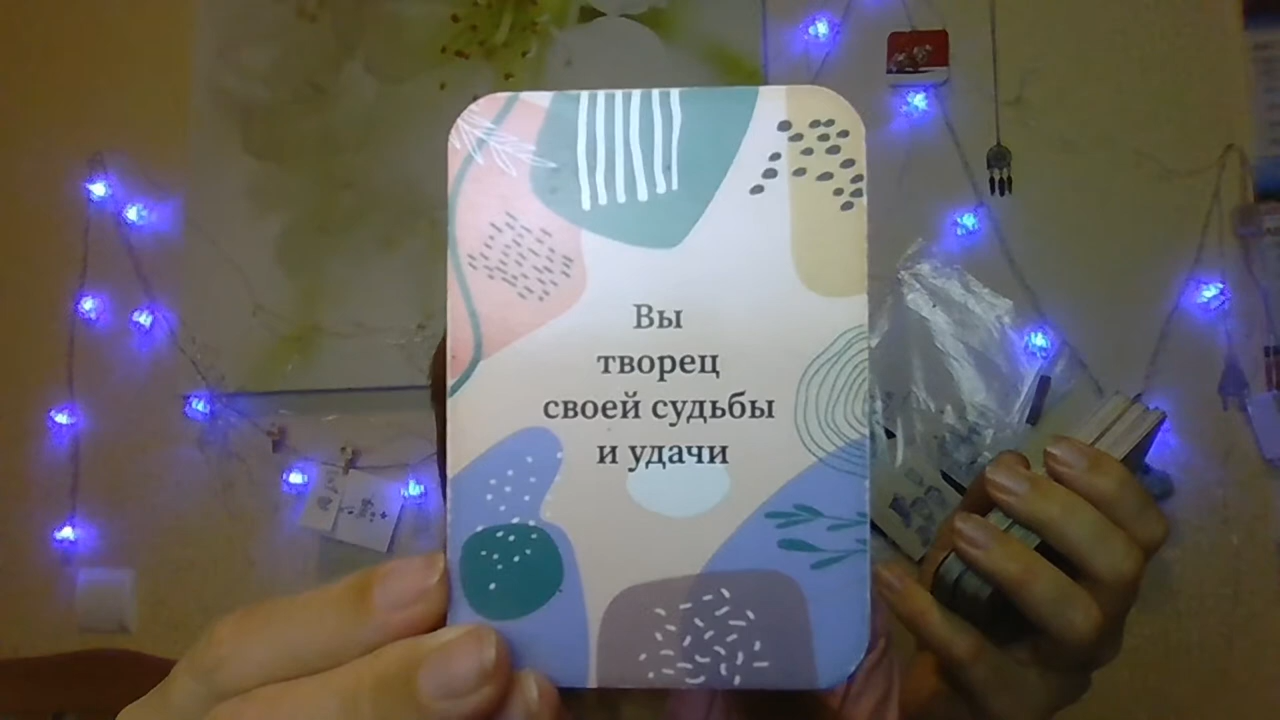 Вы
творец
своей судьбы
и удачи